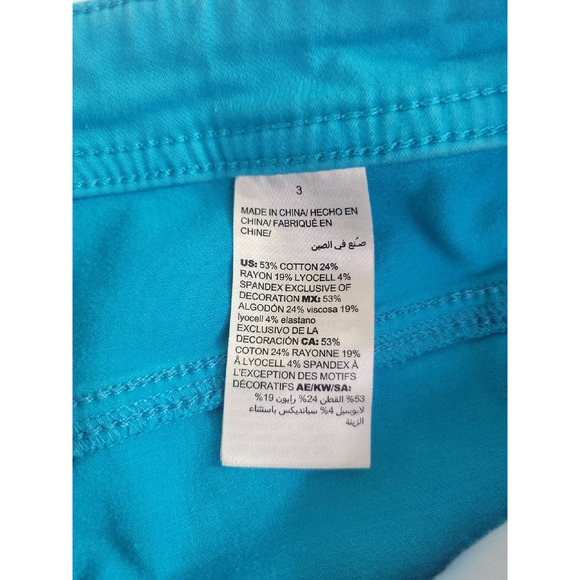 3
MADE IN CHINA/ HECHO EN
CHINA/ FABRIQUÉ EN
CHINE/
صنع في الصين
US: 53% COTTON 24%
RAYON 19% LYOCELL 4%
SPANDEX EXCLUSIVE OF
DECORATION MX: 53%
ALGODÓN 24% viscosa 19%
lyocell 4% elastano
EXCLUSIVO DE LA
DECORACIÓN CA: 53%
COTON 24% RAYONNE 19%
À LYOCELL 4% SPANDEX À
L'EXCEPTION DES MOTIFS
DÉCORATIFS AE/KW/SA:
53% القطن 24% رايون 19%
لايوسيل 4% سبانديكس باستثناء
الزينة